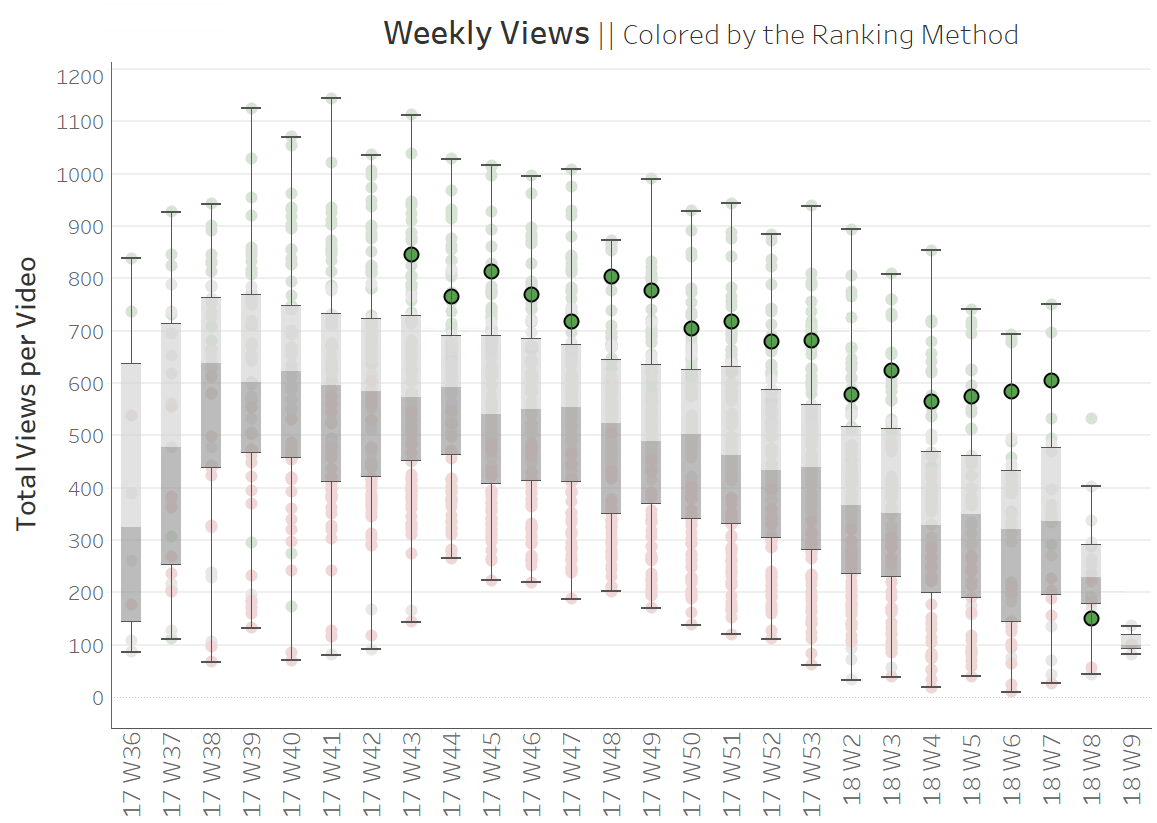 Weekly Views || Colored by the Ranking Method
Total Views per Video
1200
1100
1000
900
800
700
600
500
400
300
200
100
0
17 W36
17 W37
17 W38
17 W39
17 W40
17 W41
17 W42
17 W43
17 W44
17 W45
17 W46
17 W47
17 W48
17 W49
17 W50
17 W51
17 W52
17 W53
18 W2
18 W3
18 W4
18 W5
18 W6
18 W7
18 W8
18 W9